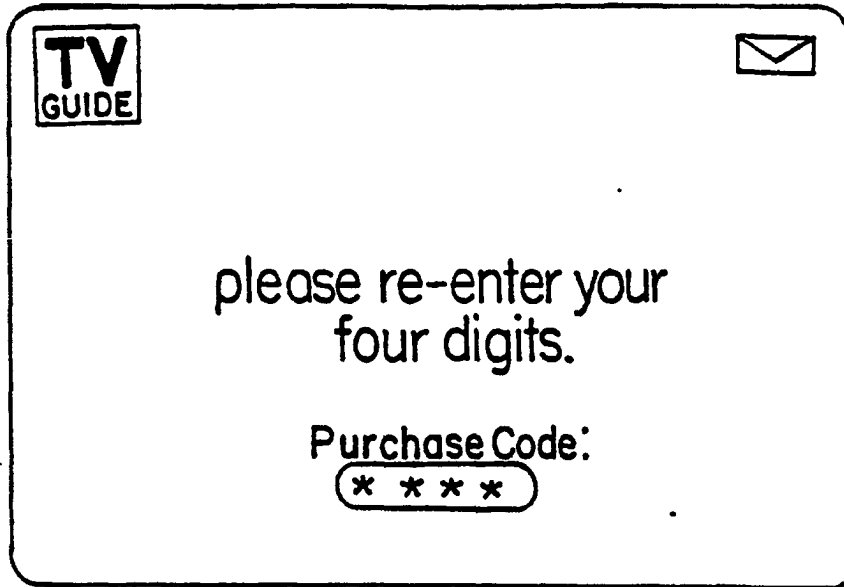 TV
GUIDE
please re-enter your
four digits.
Purchase Code:
* * * *